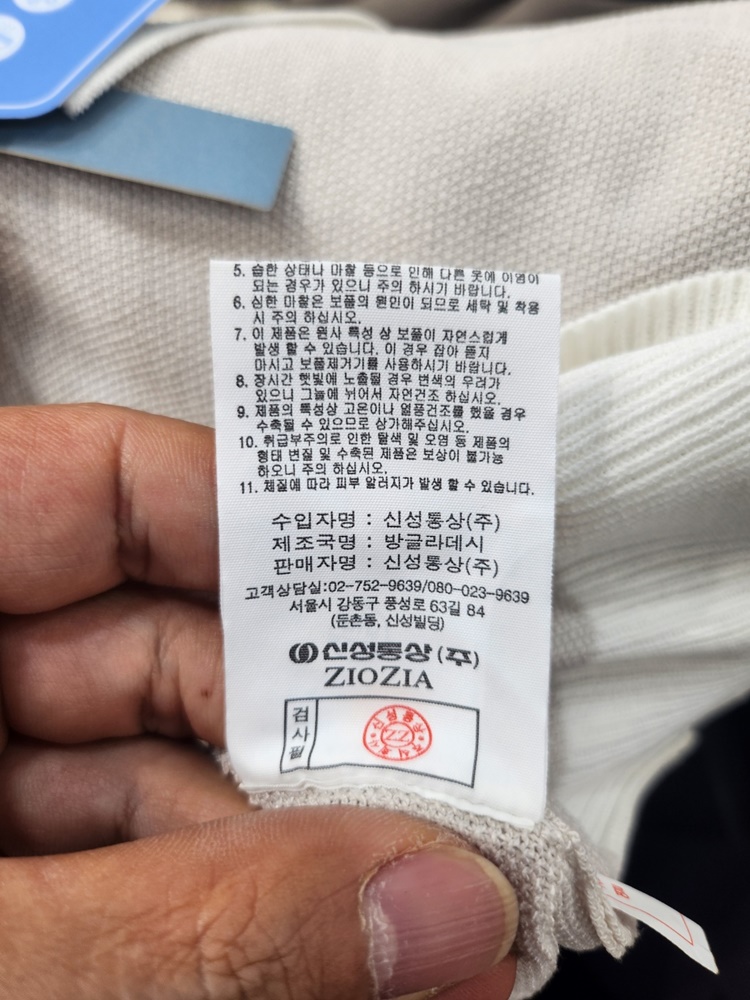 5. 습한 상태나 마찰 등으로 인해 다른 옷에 이염이
되는 경우가 있으니 주의 하시기 바랍니다.
6. 심한 마찰은 보풀의 원인이 되므로 세탁 및 착용
시 주의 하십시오.
7. 이 제품은 원사 특성 상 보풀이 자연스럽게
발생 할 수 있습니다. 이 경우 잡아 뜯지
마시고 보풀제거기를 사용하시기 바랍니다.
8. 장시간 햇빛에 노출될 경우 변색의 우려가
있으니 그늘에 뉘어서 자연건조 하십시오.
9. 제품의 특성상 고온이나 열풍건조를 했을 경우
수축될 수 있으므로 삼가해주십시오.
10. 취급부주의로 인한 탈색 및 오염 등 제품의
형태 변질 및 수축된 제품은 보상이 불가능
하오니 주의 하십시오.
11. 체질에 따라 피부 알러지가 발생 할 수 있습니다.
수입자명 : 신성통상(주)
제조국명 : 방글라데시
판매자명 : 신성통상(주)
고객상담실:02-752-9639/080-023-9639
서울시 강동구 풍성로 63길 84
(둔촌동, 신성빌딩)
신성통상(주)
ZIOZIA
검사필
ZZ